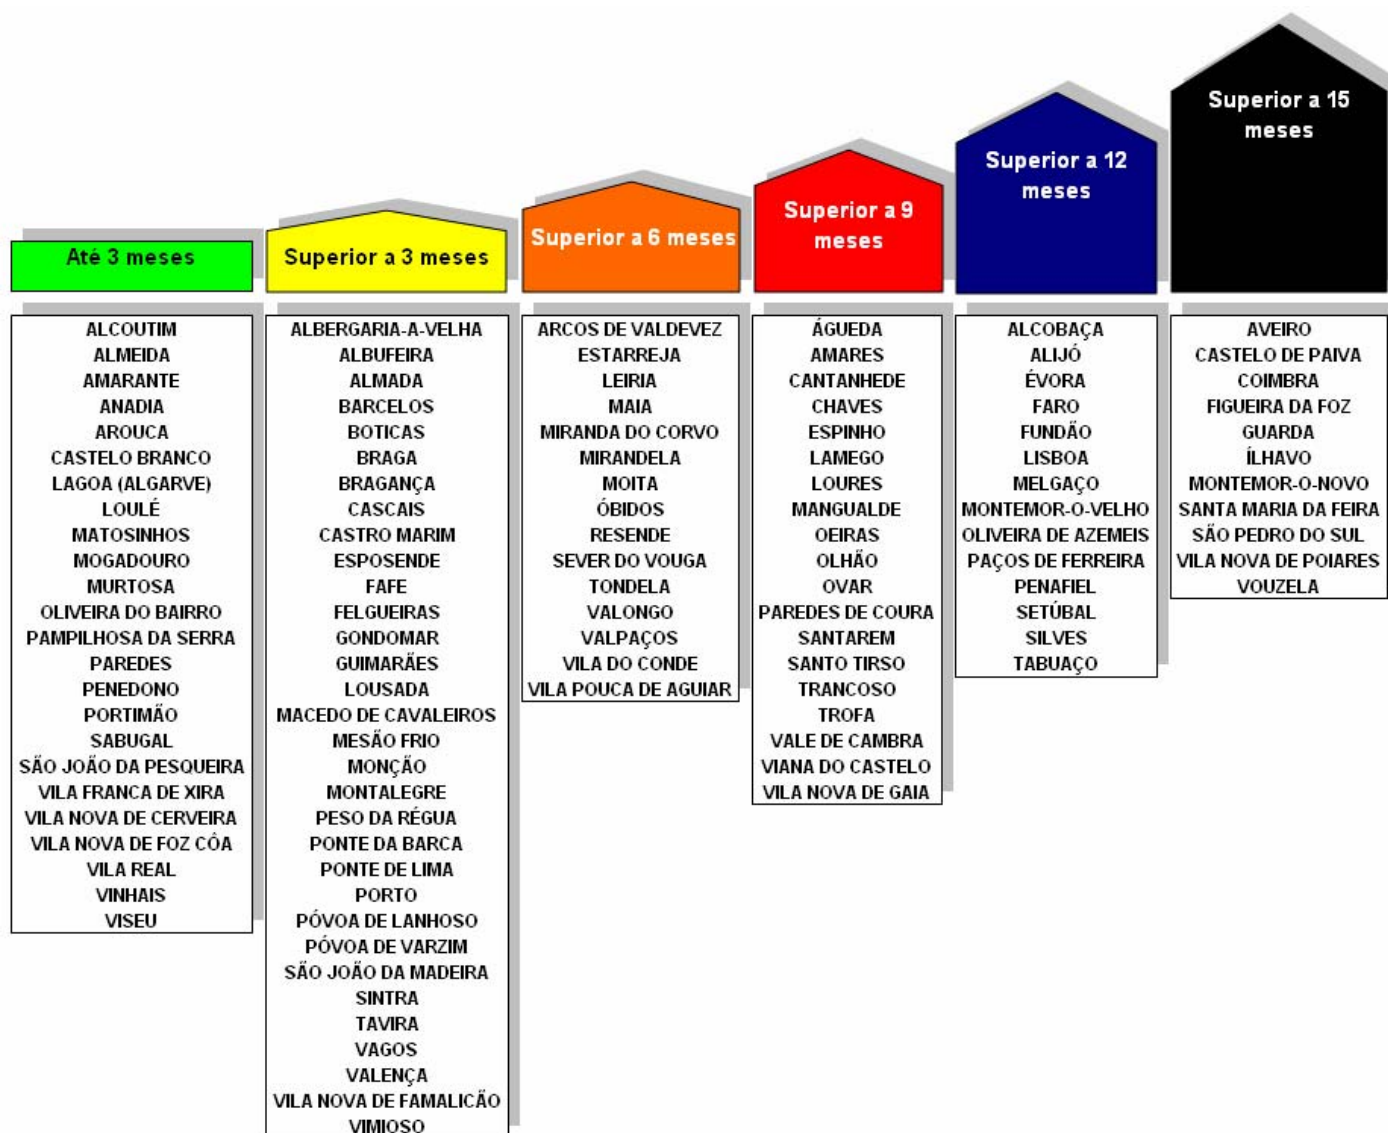 Até 3 meses
ALCOUTIM
ALMEIDA
AMARANTE
ANADIA
AROUCA
CASTELO BRANCO
LAGOA (ALGARVE)
LOULÉ
MATOSINHOS
MOGADOURO
MURTOSA
OLIVEIRA DO BAIRRO
PAMPILHOSA DA SERRA
PAREDES
PENEDONO
PORTIMÃO
SABUGAL
SÃO JOÃO DA PESQUEIRA
VILA FRANCA DE XIRA
VILA NOVA DE CERVEIRA
VILA NOVA DE FOZ CÔA
VILA REAL
VINHAIS
VISEU
Superior a 3 meses
ALBERGARIA-A-VELHA
ALBUFEIRA
ALMADA
BARCELOS
BOTICAS
BRAGA
BRAGANÇA
CASCAIS
CASTRO MARIM
ESPOSENDE
FAFE
FELGUEIRAS
GONDOMAR
GUIMARÃES
LOUSADA
MACEDO DE CAVALEIROS
MESÃO FRIO
MONÇÃO
MONTALEGRE
PESO DA RÉGUA
PONTE DA BARCA
PONTE DE LIMA
PORTO
PÓVOA DE LANHOSO
PÓVOA DE VARZIM
SÃO JOÃO DA MADEIRA
SINTRA
TAVIRA
VAGOS
VALENÇA
VILA NOVA DE FAMALICÃO
VIMIOSO
Superior a 6 meses
ARCOS DE VALDEVEZ
ESTARREJA
LEIRIA
MAIA
MIRANDA DO CORVO
MIRANDELA
MOITA
ÓBIDOS
RESENDE
SEVER DO VOUGA
TONDELA
VALONGO
VALPAÇOS
VILA DO CONDE
VILA POUCA DE AGUIAR
Superior a 9
meses
ÁGUEDA
AMARES
CANTANHEDE
CHAVES
ESPINHO
LAMEGO
LOURES
MANGUALDE
OEIRAS
OLHÃO
OVAR
PAREDES DE COURA
SANTAREM
SANTO TIRSO
TRANCOSO
TROFA
VALE DE CAMBRA
VIANA DO CASTELO
VILA NOVA DE GAIA
Superior a 12
meses
ALCOBAÇA
ALIJÓ
ÉVORA
FARO
FUNDÃO
LISBOA
MELGAÇO
MONTEMOR-O-VELHO
OLIVEIRA DE AZEMEIS
PAÇOS DE FERREIRA
PENAFIEL
SETÚBAL
SILVES
TABUAÇO
Superior a 15
meses
AVEIRO
CASTELO DE PAIVA
COIMBRA
FIGUEIRA DA FOZ
GUARDA
ÍLHAVO
MONTEMOR-O-NOVO
SANTA MARIA DA FEIRA
SÃO PEDRO DO SUL
VILA NOVA DE POIARES
VOUZELA